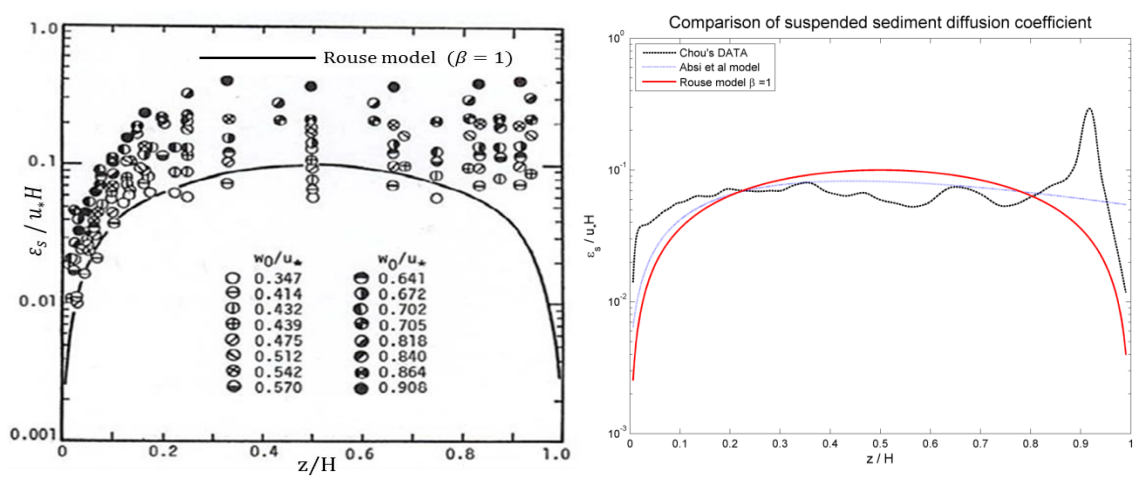 1.0
Rouse model (β = 1)
0.1
εs / u*H
0.01
0.001
w0/u* w0/u*
0.347 0.641
0.414 0.672
0.432 0.702
0.439 0.705
0.475 0.818
0.512 0.840
0.542 0.864
0.570 0.908
0 0.2 0.4 0.6 0.8 1.0
z/H
Comparison of suspended sediment diffusion coefficient
Chou's DATA
Absi et al model
Rouse model β =1
10^0
10^-1
10^-2
10^-3
εs / u*H
0 0.1 0.2 0.3 0.4 0.5 0.6 0.7 0.8 0.9 1
z / H